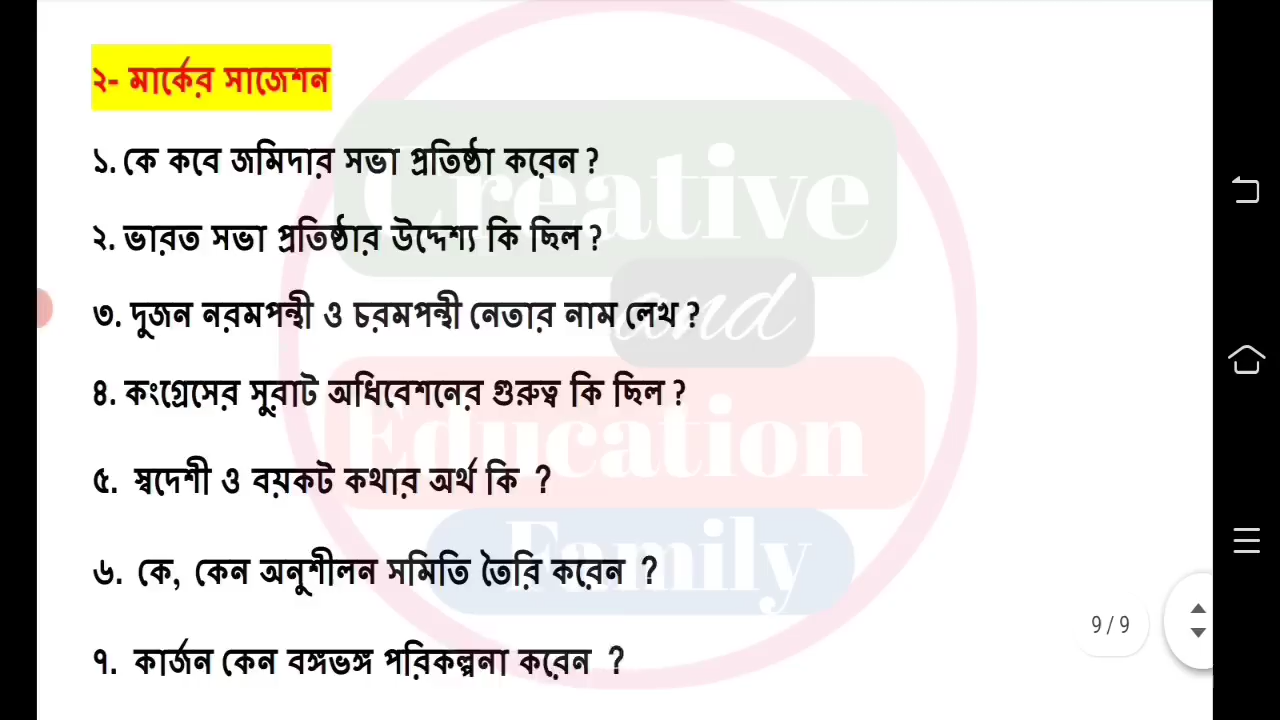 ২- মার্কের সাজেশন
১. কে কবে জমিদার সভা প্রতিষ্ঠা করেন ?
২. ভারত সভা প্রতিষ্ঠার উদ্দেশ্য কি ছিল ?
৩. দুজন নরমপন্থী ও চরমপন্থী নেতার নাম লেখ ?
৪. কংগ্রেসের সুরাট অধিবেশনের গুরুত্ব কি ছিল ?
৫. স্বদেশী ও বয়কট কথার অর্থ কি ?
৬. কে, কেন অনুশীলন সমিতি তৈরি করেন ?
৭. কার্জন কেন বঙ্গভঙ্গ পরিকল্পনা করেন ?
Creative
and
Education
Family
9 / 9